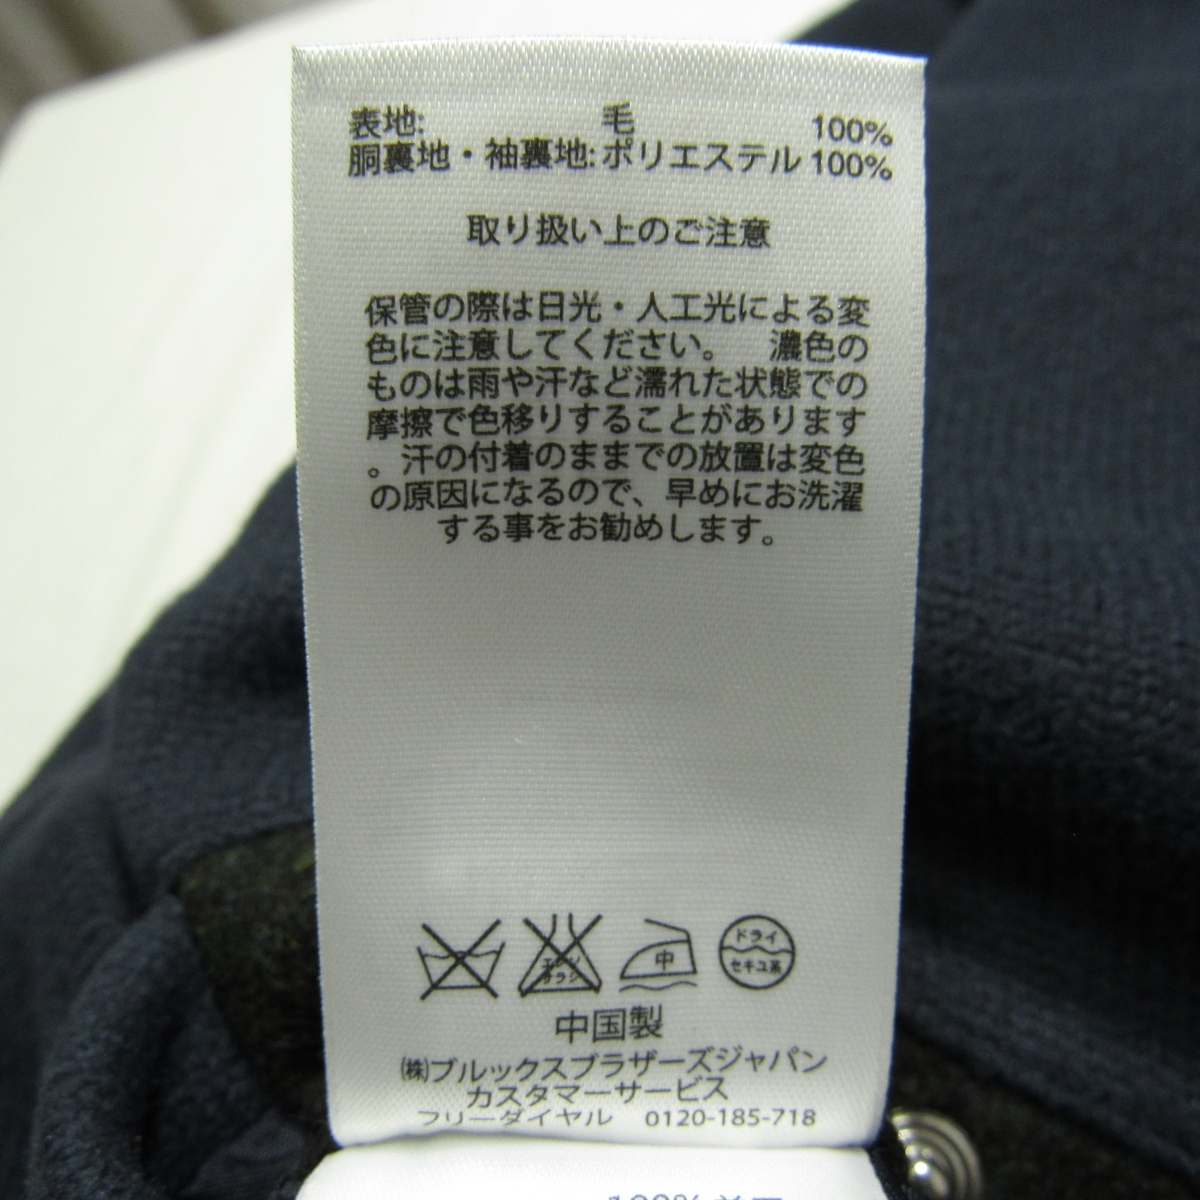 表地: 毛 100%
胴裏地・袖裏地:ポリエステル 100%
取り扱い上のご注意
保管の際は日光・人工光による変
色に注意してください。 濃色の
ものは雨や汗など濡れた状態での
摩擦で色移りすることがあります
。汗の付着のままでの放置は変色
の原因になるので、早めにお洗濯
する事をお勧めします。
エンソ
サラシ
中
ドライ
セキユ系
中国製
㈱ブルックスブラザーズジャパン
カスタマーサービス
フリーダイヤル 0120-185-718
100%